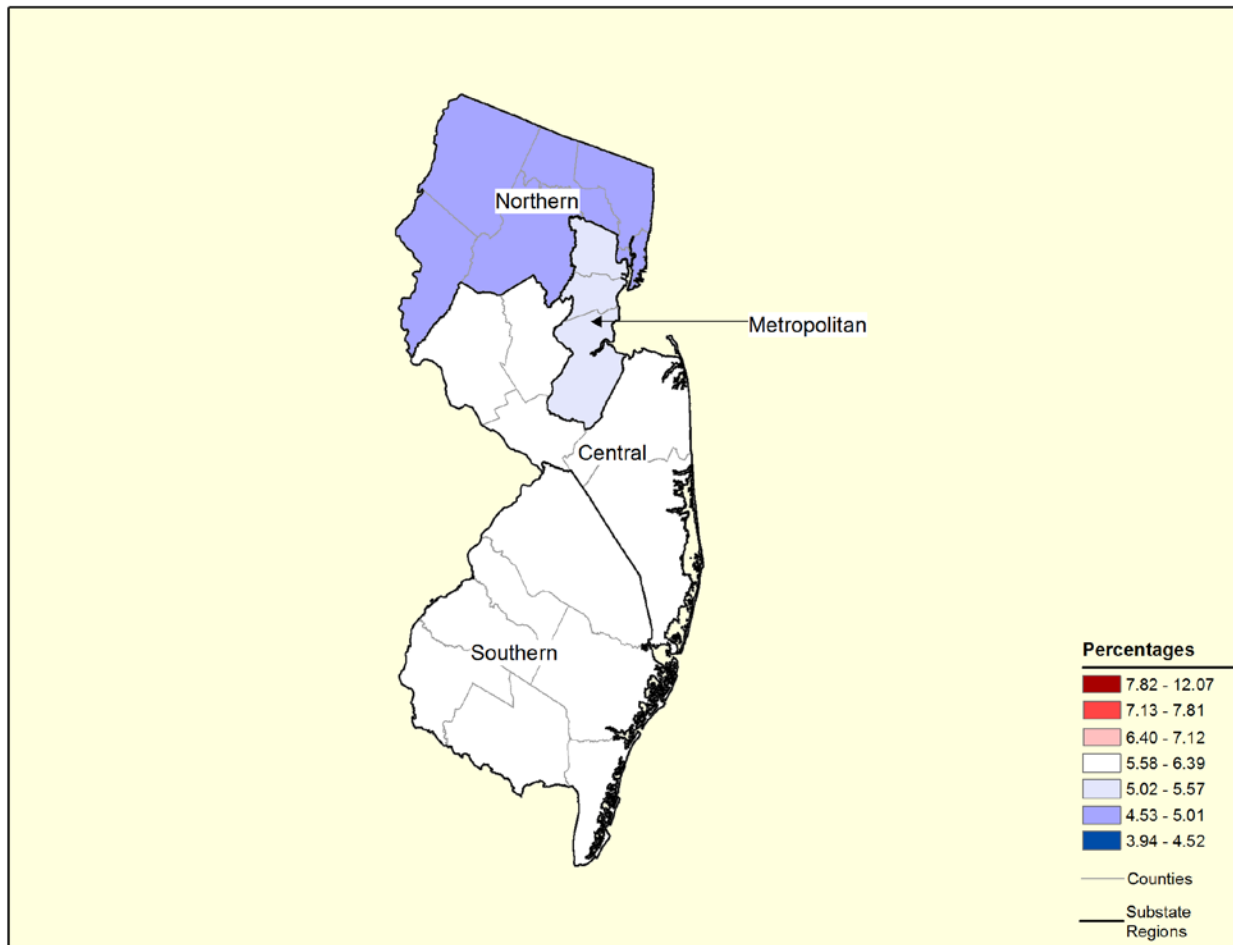 Northern
Metropolitan
Central
Southern
Percentages
7.82 - 12.07
7.13 - 7.81
6.40 - 7.12
5.58 - 6.39
5.02 - 5.57
4.53 - 5.01
3.94 - 4.52
Counties
Substate
Regions